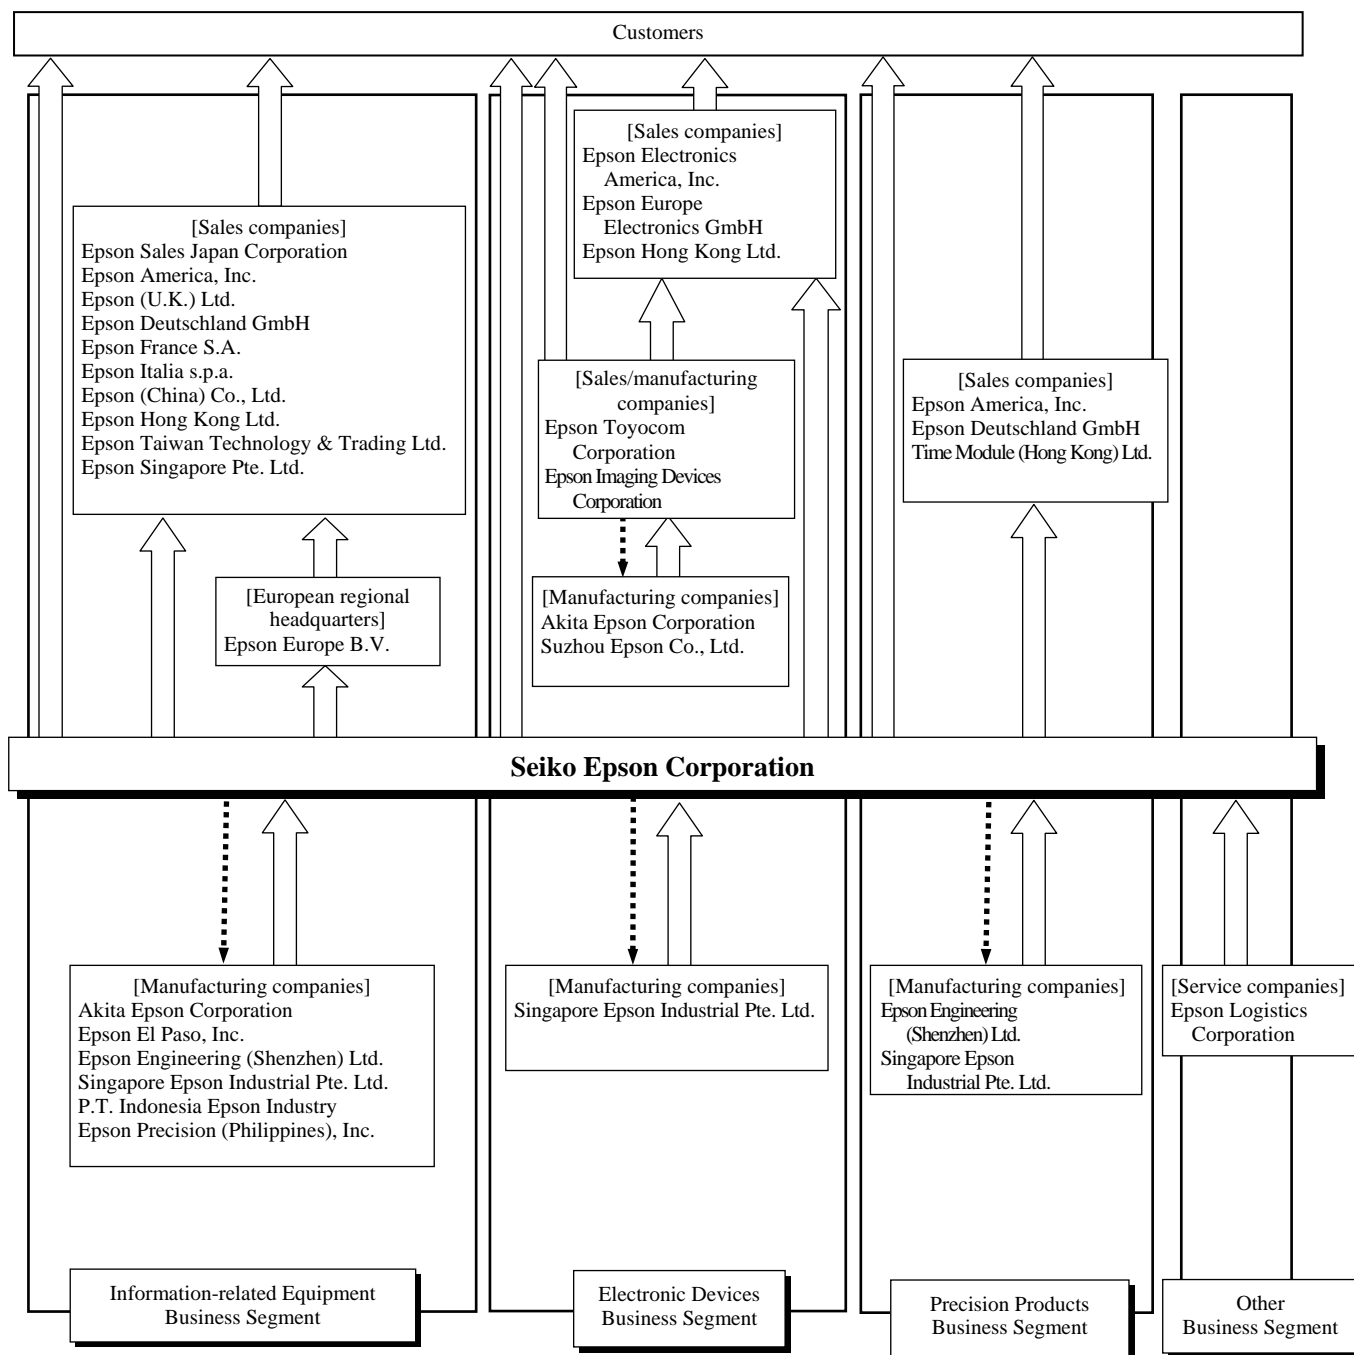 Customers
[Sales companies]
Epson Sales Japan Corporation
Epson America, Inc.
Epson (U.K.) Ltd.
Epson Deutschland GmbH
Epson France S.A.
Epson Italia s.p.a.
Epson (China) Co., Ltd.
Epson Hong Kong Ltd.
Epson Taiwan Technology & Trading Ltd.
Epson Singapore Pte. Ltd.
[European regional
headquarters]
Epson Europe B.V.
[Sales companies]
Epson Electronics
America, Inc.
Epson Europe
Electronics GmbH
Epson Hong Kong Ltd.
[Sales/manufacturing
companies]
Epson Toyocom
Corporation
Epson Imaging Devices
Corporation
[Manufacturing companies]
Akita Epson Corporation
Suzhou Epson Co., Ltd.
[Sales companies]
Epson America, Inc.
Epson Deutschland GmbH
Time Module (Hong Kong) Ltd.
Seiko Epson Corporation
[Manufacturing companies]
Akita Epson Corporation
Epson El Paso, Inc.
Epson Engineering (Shenzhen) Ltd.
Singapore Epson Industrial Pte. Ltd.
P.T. Indonesia Epson Industry
Epson Precision (Philippines), Inc.
[Manufacturing companies]
Singapore Epson Industrial Pte. Ltd.
[Manufacturing companies]
Epson Engineering
(Shenzhen) Ltd.
Singapore Epson
Industrial Pte. Ltd.
[Service companies]
Epson Logistics
Corporation
Information-related Equipment
Business Segment
Electronic Devices
Business Segment
Precision Products
Business Segment
Other
Business Segment